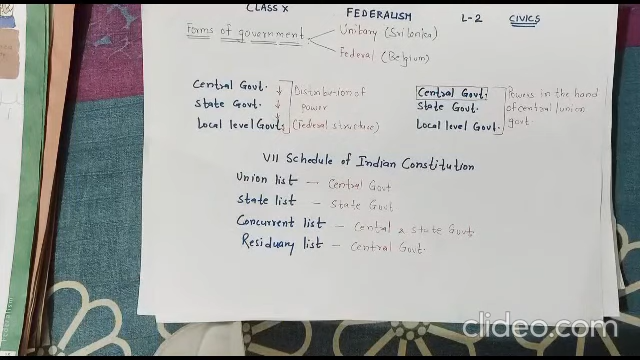 CLASS X FEDERALISM L-2 CIVICS
Forms of government Unitary (Sri lanka)
Federal (Belgium)
Central Govt. ↓ Distribution of Central Govt. Powers in the hand
State Govt. ↓ power State Govt. of central/union
Local level Govt. (Federal structure) Local level Govt. govt.
VII Schedule of Indian Constitution
Union list — Central Govt
State list — State Govt
Concurrent list — Central & State Govt
Residuary list — Central Govt.
clideo.com